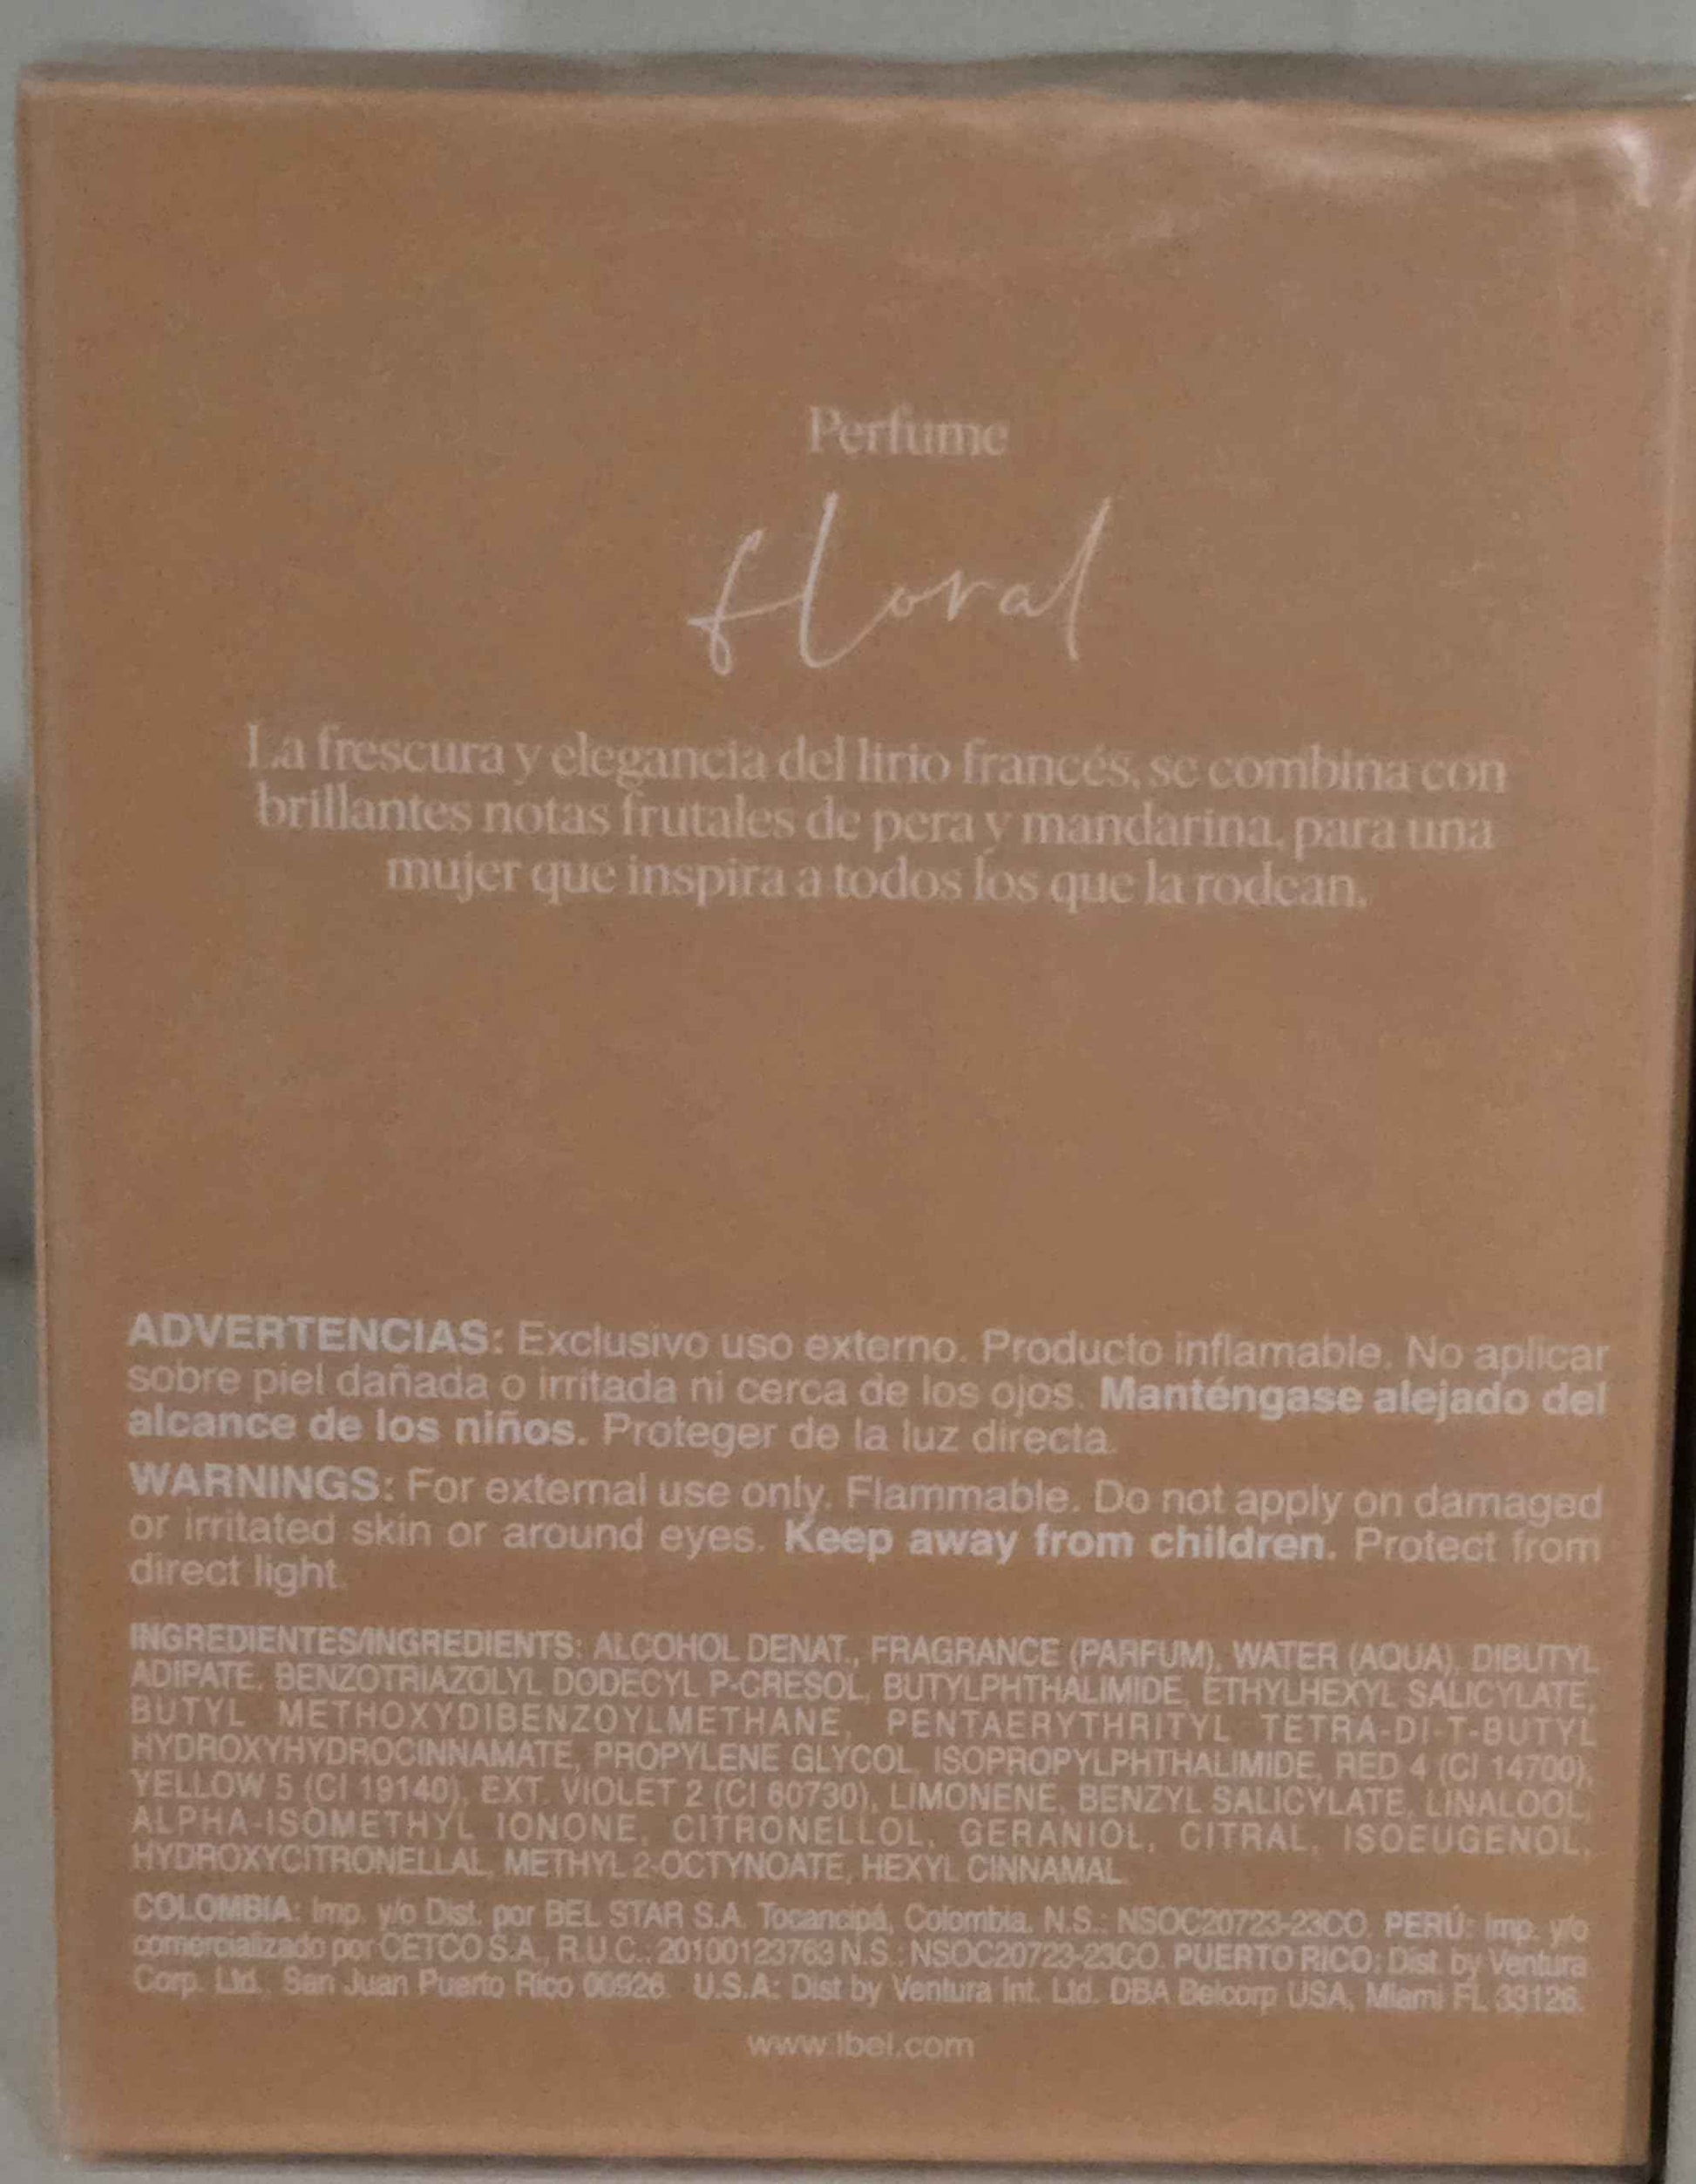 Perfume
floral
La frescura y elegancia del lirio francés, se combina con
brillantes notas frutales de pera y mandarina, para una
mujer que inspira a todos los que la rodean.
ADVERTENCIAS: Exclusivo uso externo. Producto inflamable. No aplicar
sobre piel dañada o irritada ni cerca de los ojos. Manténgase alejado del
alcance de los niños. Proteger de la luz directa.
WARNINGS: For external use only. Flammable. Do not apply on damaged
or irritated skin or around eyes. Keep away from children. Protect from
direct light.
INGREDIENTES/INGREDIENTS: ALCOHOL DENAT., FRAGRANCE (PARFUM), WATER (AQUA), DIBUTYL
ADIPATE, BENZOTRIAZOLYL DODECYL P-CRESOL, BUTYLPHTHALIMIDE, ETHYLHEXYL SALICYLATE,
BUTYL METHOXYDIBENZOYLMETHANE, PENTAERYTHRITYL TETRA-DI-T-BUTYL
HYDROXYHYDROCINNAMATE, PROPYLENE GLYCOL, ISOPROPYLPHTHALIMIDE, RED 4 (CI 14700),
YELLOW 5 (CI 19140), EXT. VIOLET 2 (CI 60730), LIMONENE, BENZYL SALICYLATE, LINALOOL,
ALPHA-ISOMETHYL IONONE, CITRONELLOL, GERANIOL, CITRAL, ISOEUGENOL,
HYDROXYCITRONELLAL, METHYL 2-OCTYNOATE, HEXYL CINNAMAL.
COLOMBIA: Imp. y/o Dist. por BEL STAR S.A. Tocancipá, Colombia. N.S.: NSOC20723-23CO. PERÚ: Imp. y/o
comercializado por CETCO S.A., R.U.C.: 20100123763 N.S.: NSOC20723-23CO. PUERTO RICO: Dist. by Ventura
Corp. Ltd. San Juan Puerto Rico 00926. U.S.A: Dist by Ventura Int. Ltd. DBA Belcorp USA, Miami FL 33126.
www.lbel.com